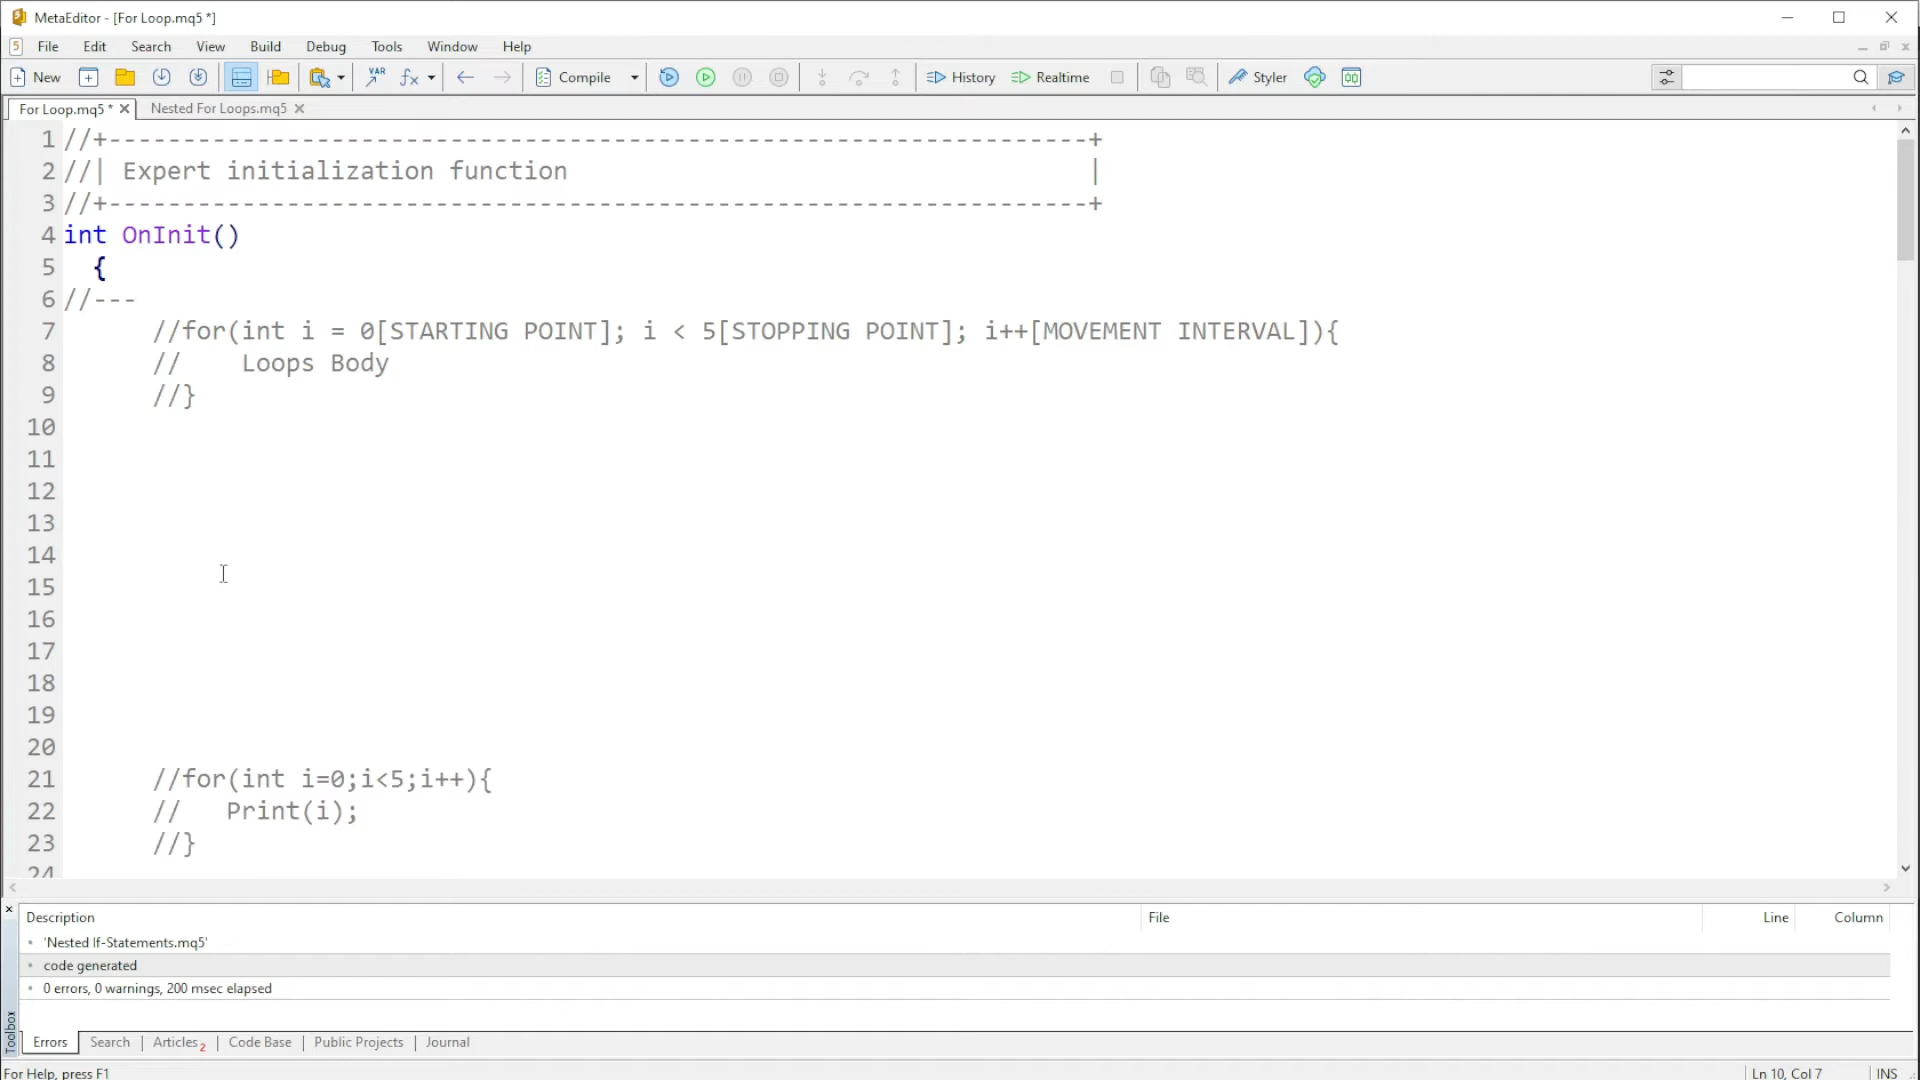 MetaEditor - [For Loop.mq5 *]
5 File Edit Search View Build Debug Tools Window Help
New VAR fx Compile History Realtime Styler
For Loop.mq5 * Nested For Loops.mq5
1 //+------------------------------------------------------------------+
2 //| Expert initialization function |
3 //+------------------------------------------------------------------+
4 int OnInit()
5 {
6 //---
7 //for(int i = 0[STARTING POINT]; i < 5[STOPPING POINT]; i++[MOVEMENT INTERVAL]){
8 // Loops Body
9 //}
10
11
12
13
14
15
16
17
18
19
20
21 //for(int i=0;i<5;i++){
22 // Print(i);
23 //}
24
Description File Line Column
'Nested If-Statements.mq5'
code generated
0 errors, 0 warnings, 200 msec elapsed
Toolbox
Errors Search Articles 2 Code Base Public Projects Journal
For Help, press F1 Ln 10, Col 7 INS